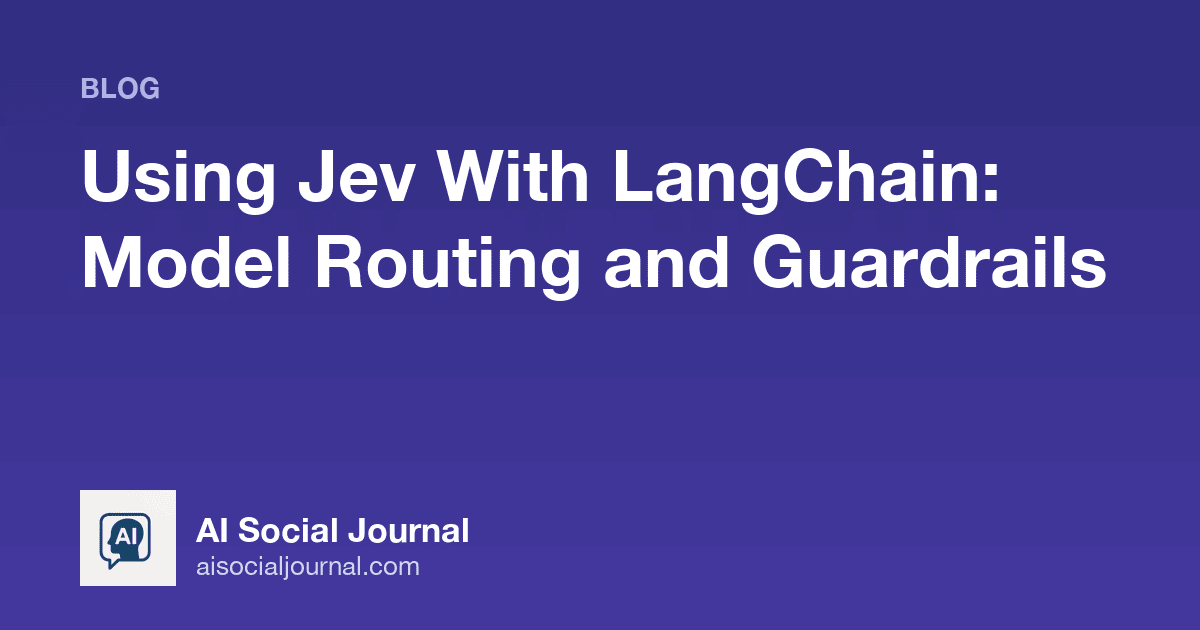 BLOG
Using Jev With LangChain:
Model Routing and Guardrails
AI
AI Social Journal
aisocialjournal.com